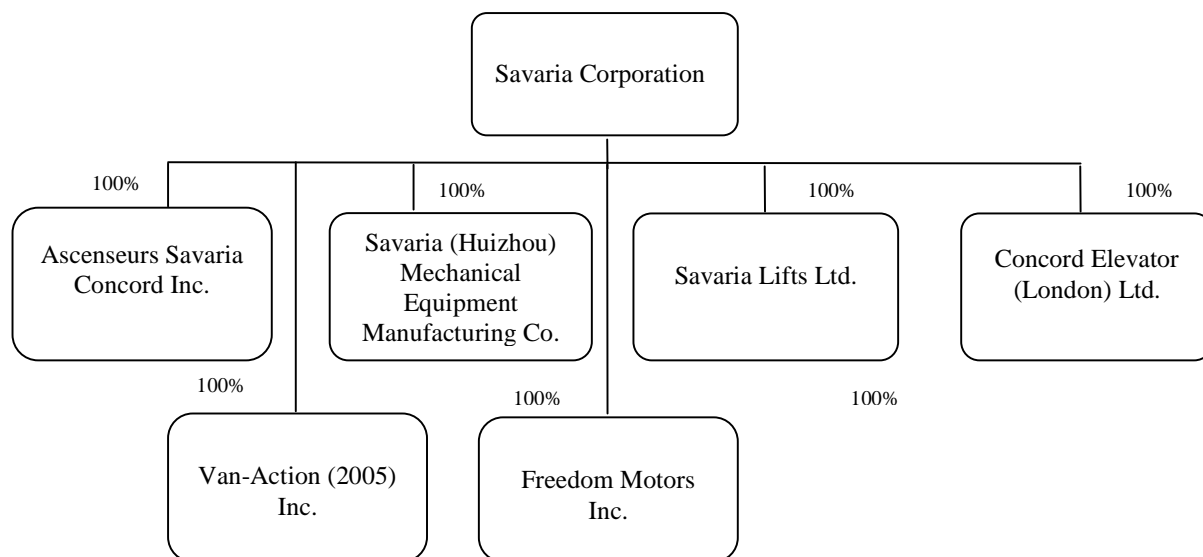 Savaria Corporation
100%
100%
100%
100%
Ascenseurs Savaria
Concord Inc.
Savaria (Huizhou)
Mechanical
Equipment
Manufacturing Co.
Savaria Lifts Ltd.
Concord Elevator
(London) Ltd.
100%
100%
100%
Van-Action (2005)
Inc.
Freedom Motors
Inc.